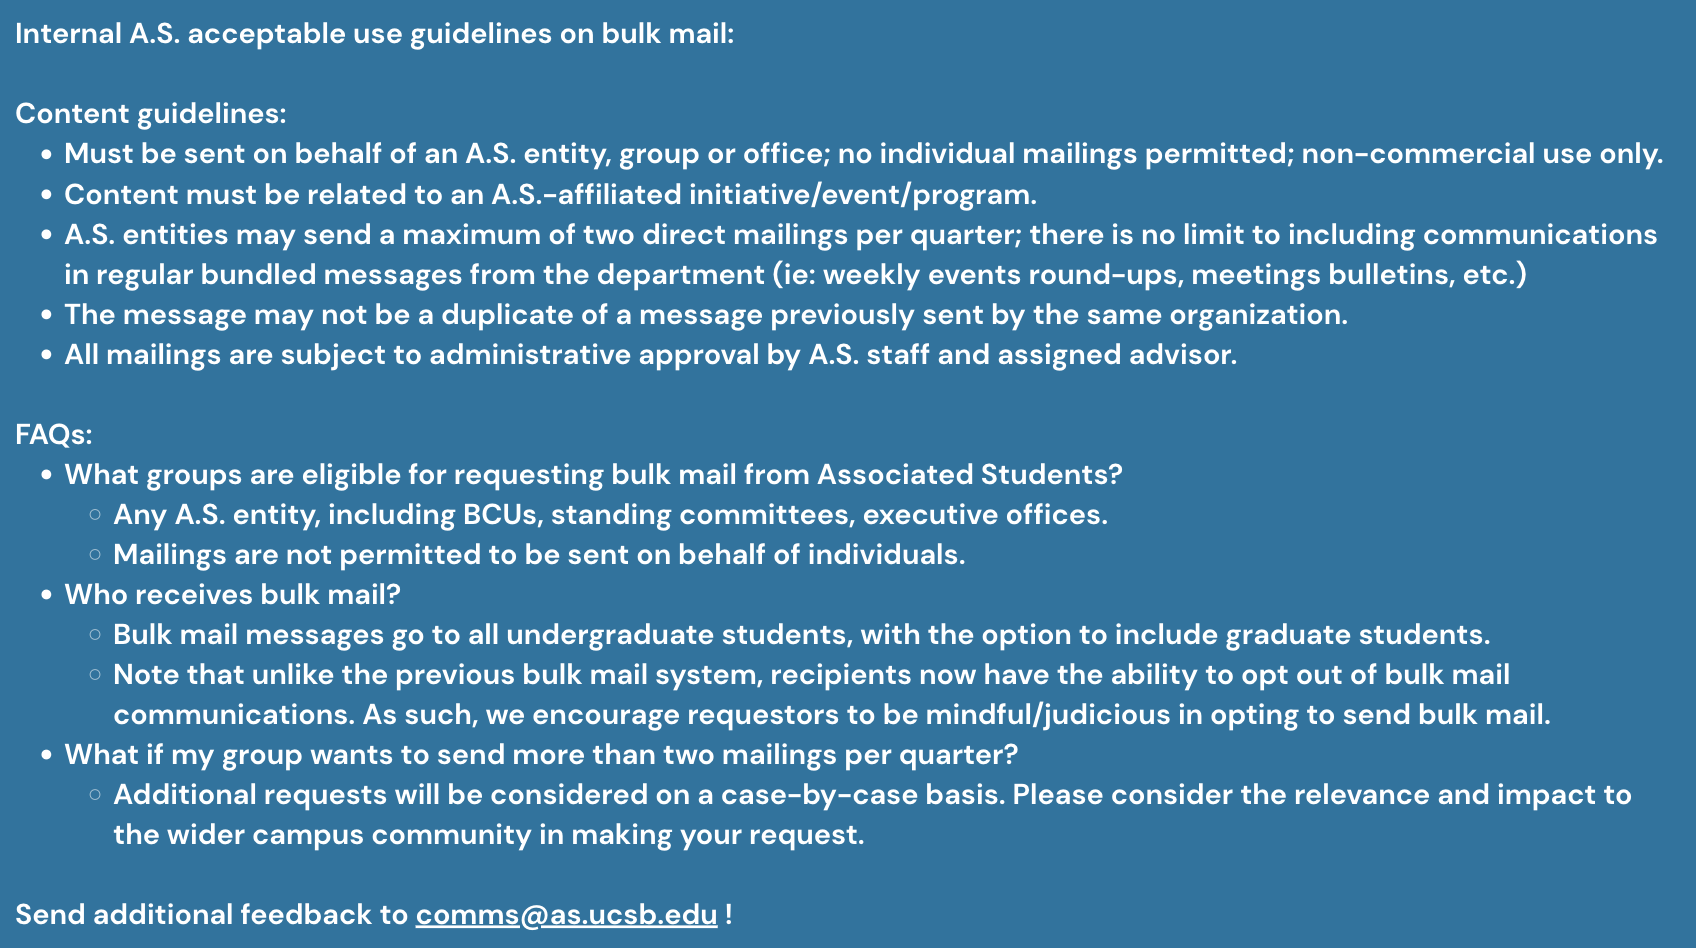 Internal A.S. acceptable use guidelines on bulk mail:
Content guidelines:
• Must be sent on behalf of an A.S. entity, group or office; no individual mailings permitted; non-commercial use only.
• Content must be related to an A.S.-affiliated initiative/event/program.
• A.S. entities may send a maximum of two direct mailings per quarter; there is no limit to including communications
in regular bundled messages from the department (ie: weekly events round-ups, meetings bulletins, etc.)
• The message may not be a duplicate of a message previously sent by the same organization.
• All mailings are subject to administrative approval by A.S. staff and assigned advisor.
FAQs:
• What groups are eligible for requesting bulk mail from Associated Students?
○ Any A.S. entity, including BCUs, standing committees, executive offices.
○ Mailings are not permitted to be sent on behalf of individuals.
• Who receives bulk mail?
○ Bulk mail messages go to all undergraduate students, with the option to include graduate students.
○ Note that unlike the previous bulk mail system, recipients now have the ability to opt out of bulk mail
communications. As such, we encourage requestors to be mindful/judicious in opting to send bulk mail.
• What if my group wants to send more than two mailings per quarter?
○ Additional requests will be considered on a case-by-case basis. Please consider the relevance and impact to
the wider campus community in making your request.
Send additional feedback to comms@as.ucsb.edu !